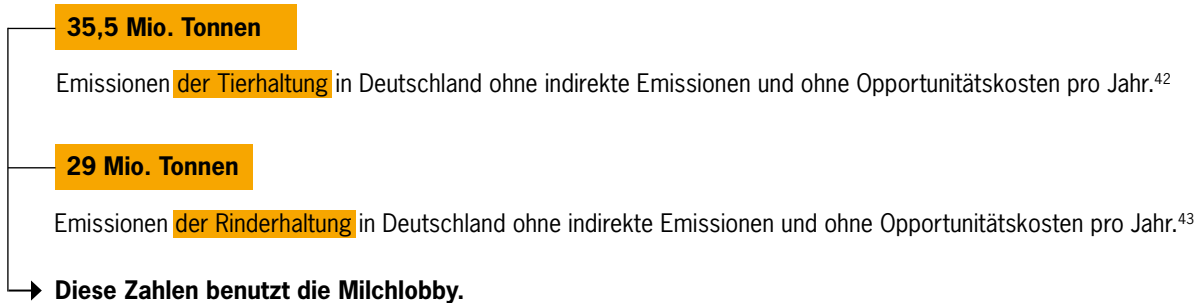 35,5 Mio. Tonnen
Emissionen der Tierhaltung in Deutschland ohne indirekte Emissionen und ohne Opportunitätskosten pro Jahr.⁴²
29 Mio. Tonnen
Emissionen der Rinderhaltung in Deutschland ohne indirekte Emissionen und ohne Opportunitätskosten pro Jahr.⁴³
Diese Zahlen benutzt die Milchlobby.